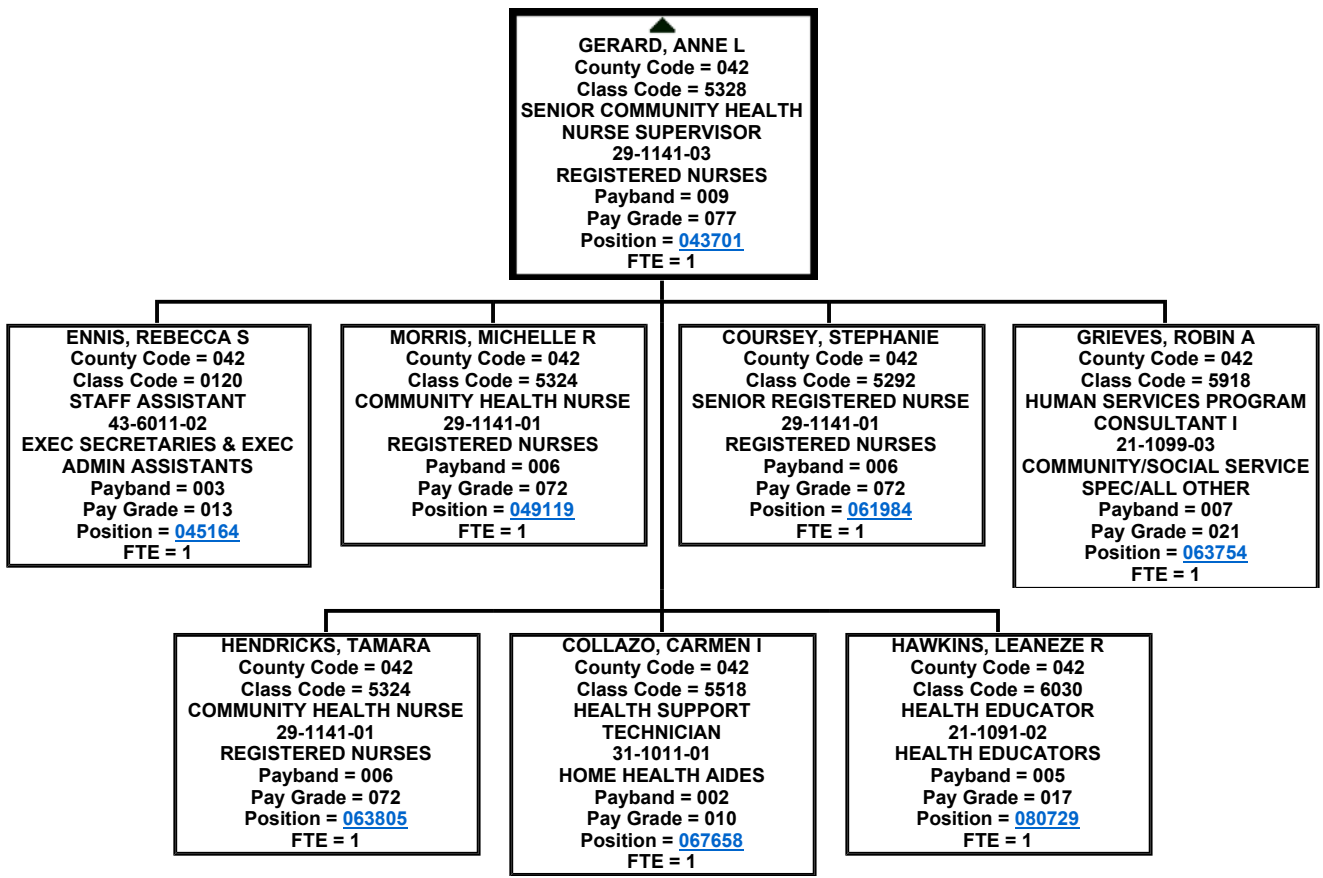 GERARD, ANNE L
County Code = 042
Class Code = 5328
SENIOR COMMUNITY HEALTH
NURSE SUPERVISOR
29-1141-03
REGISTERED NURSES
Payband = 009
Pay Grade = 077
Position = 043701
FTE = 1
ENNIS, REBECCA S
County Code = 042
Class Code = 0120
STAFF ASSISTANT
43-6011-02
EXEC SECRETARIES & EXEC
ADMIN ASSISTANTS
Payband = 003
Pay Grade = 013
Position = 045164
FTE = 1
MORRIS, MICHELLE R
County Code = 042
Class Code = 5324
COMMUNITY HEALTH NURSE
29-1141-01
REGISTERED NURSES
Payband = 006
Pay Grade = 072
Position = 049119
FTE = 1
COURSEY, STEPHANIE
County Code = 042
Class Code = 5292
SENIOR REGISTERED NURSE
29-1141-01
REGISTERED NURSES
Payband = 006
Pay Grade = 072
Position = 061984
FTE = 1
GRIEVES, ROBIN A
County Code = 042
Class Code = 5918
HUMAN SERVICES PROGRAM
CONSULTANT I
21-1099-03
COMMUNITY/SOCIAL SERVICE
SPEC/ALL OTHER
Payband = 007
Pay Grade = 021
Position = 063754
FTE = 1
HENDRICKS, TAMARA
County Code = 042
Class Code = 5324
COMMUNITY HEALTH NURSE
29-1141-01
REGISTERED NURSES
Payband = 006
Pay Grade = 072
Position = 063805
FTE = 1
COLLAZO, CARMEN I
County Code = 042
Class Code = 5518
HEALTH SUPPORT
TECHNICIAN
31-1011-01
HOME HEALTH AIDES
Payband = 002
Pay Grade = 010
Position = 067658
FTE = 1
HAWKINS, LEANEZE R
County Code = 042
Class Code = 6030
HEALTH EDUCATOR
21-1091-02
HEALTH EDUCATORS
Payband = 005
Pay Grade = 017
Position = 080729
FTE = 1